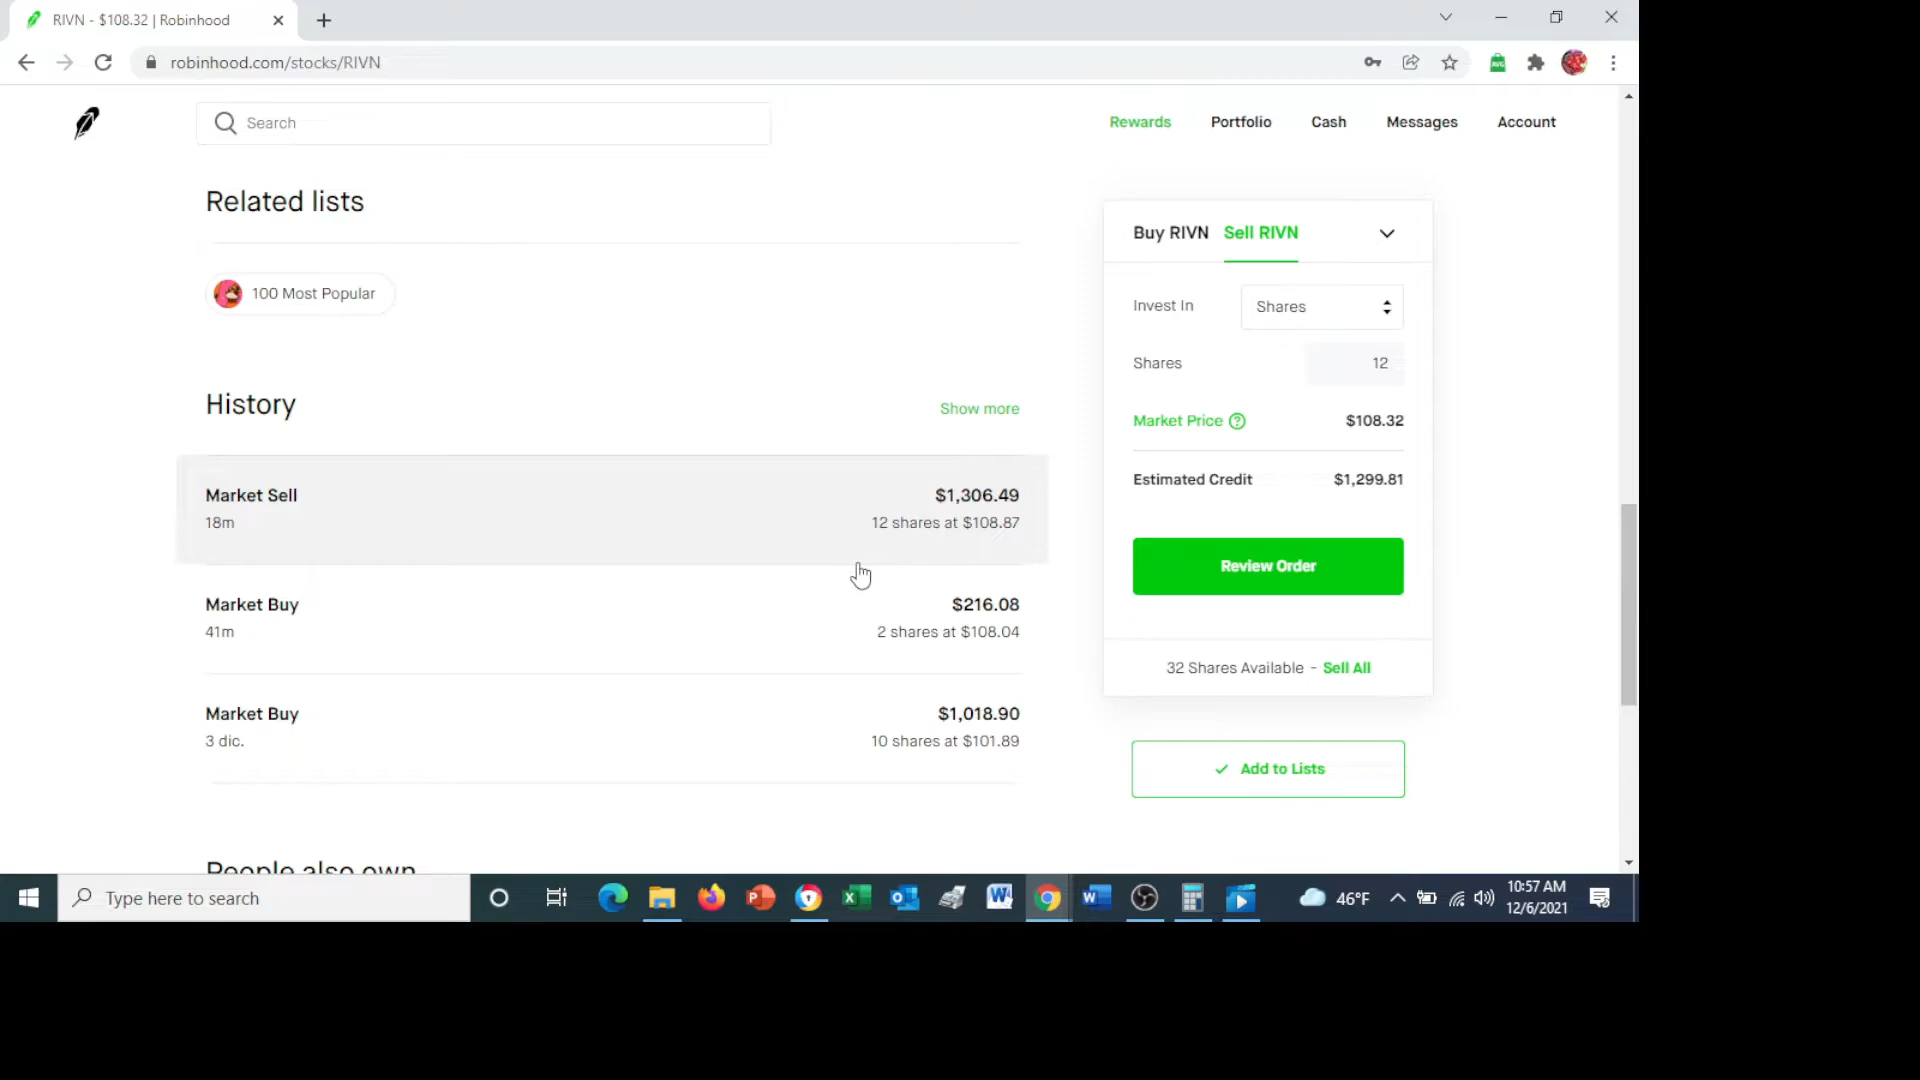 RIVN - $108.32 | Robinhood
robinhood.com/stocks/RIVN
Search
Rewards
Portfolio
Cash
Messages
Account
Related lists
100 Most Popular
History
Show more
Market Sell
$1,306.49
18m
12 shares at $108.87
Market Buy
$216.08
41m
2 shares at $108.04
Market Buy
$1,018.90
3 dic.
10 shares at $101.89
People also own
Buy RIVN
Sell RIVN
Invest In
Shares
Shares
12
Market Price
$108.32
Estimated Credit
$1,299.81
Review Order
32 Shares Available - Sell All
Add to Lists
Type here to search
46°F
10:57 AM
12/6/2021